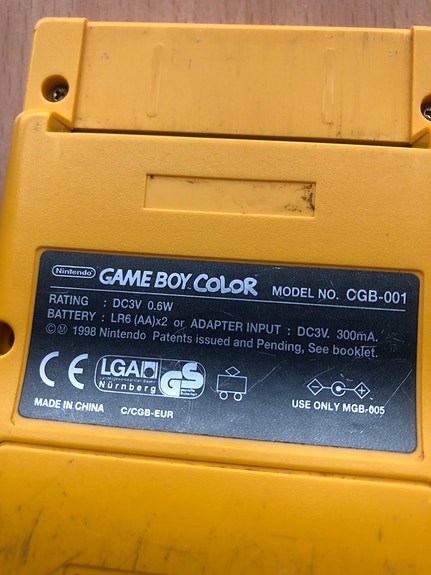 Nintendo GAME BOY COLOR MODEL NO. CGB-001
RATING : DC3V 0.6W
BATTERY : LR6 (AA)x2 or ADAPTER INPUT : DC3V. 300mA.
©Ⓜ 1998 Nintendo Patents issued and Pending, See booklet.
CE LGA Nürnberg GS
MADE IN CHINA C/CGB-EUR USE ONLY MGB-005